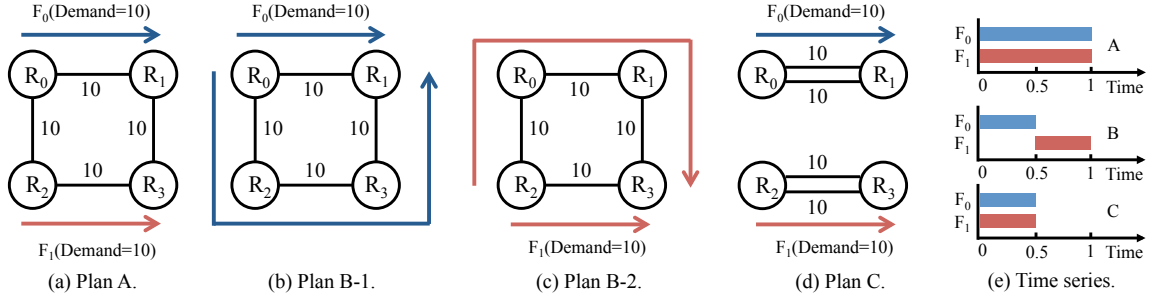 F0(Demand=10)
R0
R1
10
10
10
10
R2
R3
F1(Demand=10)
(a) Plan A.
F0(Demand=10)
R0
R1
10
10
10
10
R2
R3
(b) Plan B-1.
R0
R1
10
10
10
10
R2
R3
F1(Demand=10)
(c) Plan B-2.
F0(Demand=10)
10
R0
R1
10
10
R2
R3
10
F1(Demand=10)
(d) Plan C.
F0
A
F1
0 0.5 1 Time
F0
B
F1
0 0.5 1 Time
F0
C
F1
0 0.5 1 Time
(e) Time series.